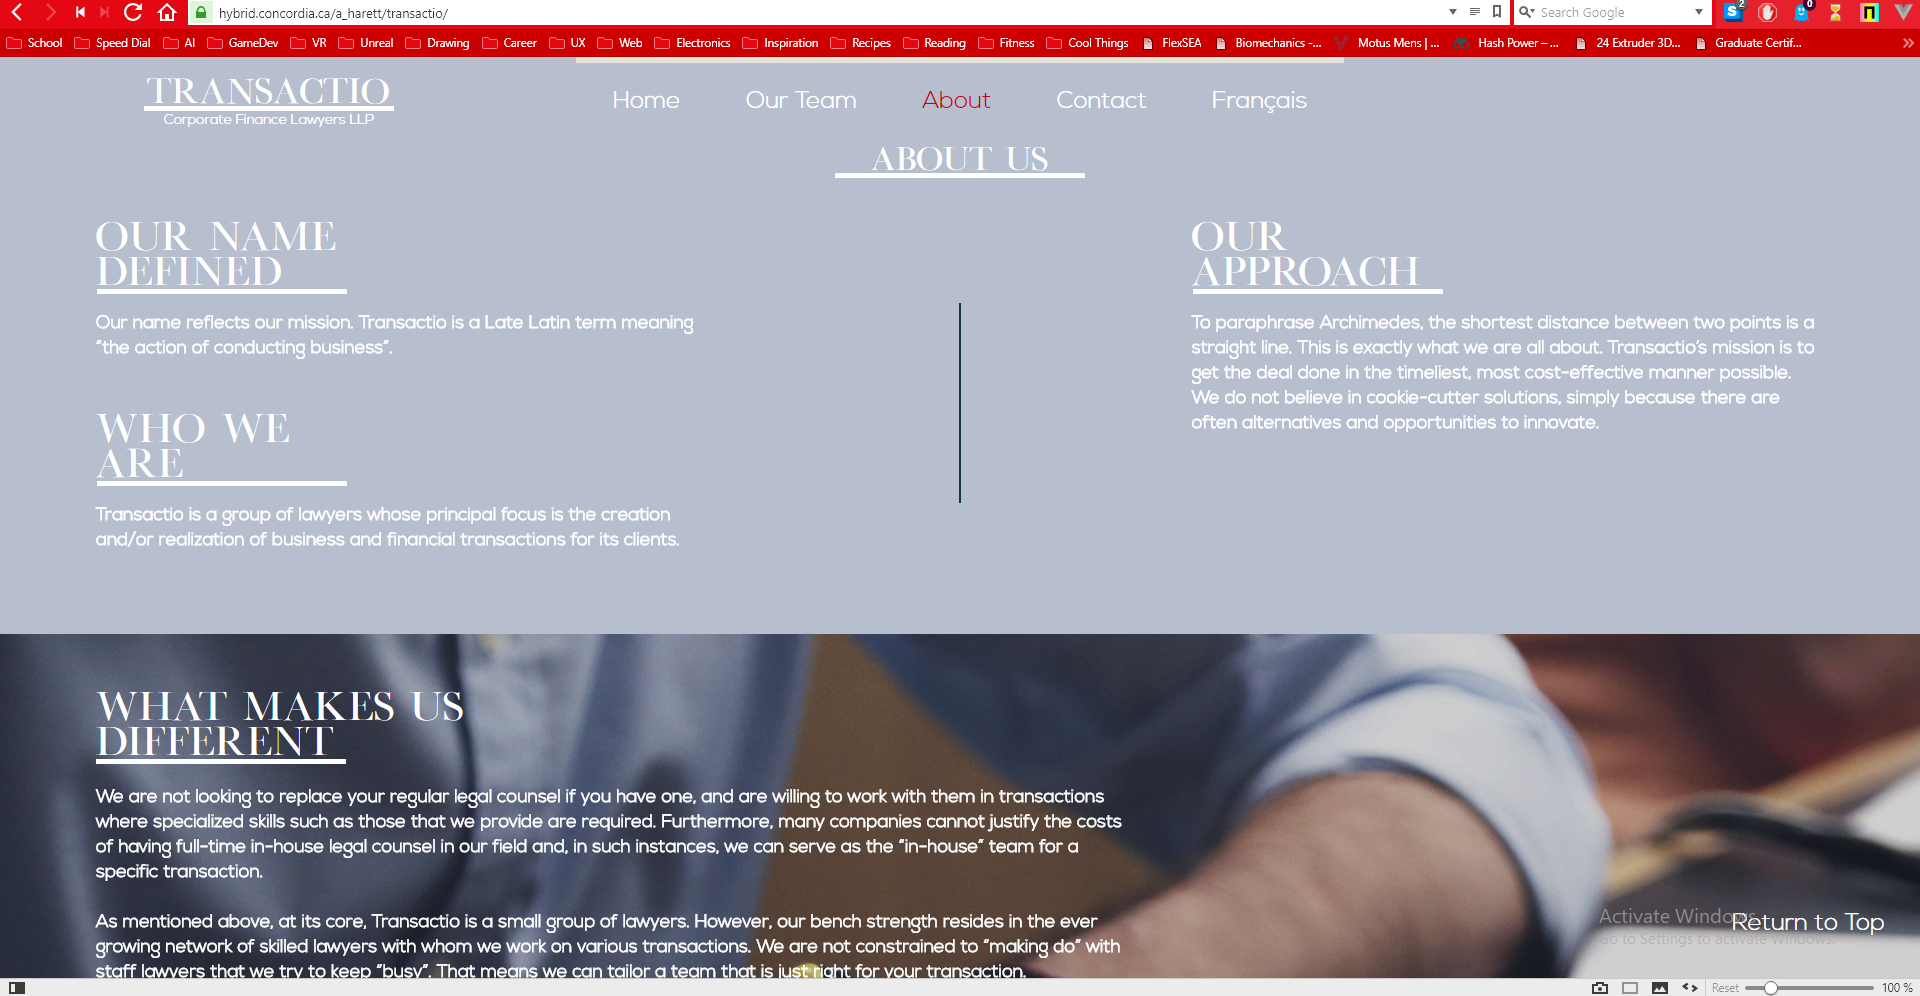 hybrid.concordia.ca/a_harett/transactio/
Search Google
2
0
School Speed Dial AI GameDev VR Unreal Drawing Career UX Web Electronics Inspiration Recipes Reading Fitness Cool Things FlexSEA Biomechanics -... Motus Mens | ... Hash Power – ... 24 Extruder 3D... Graduate Certif...
TRANSACTIO
Corporate Finance Lawyers LLP
Home Our Team About Contact Français
ABOUT US
OUR NAME
DEFINED
Our name reflects our mission. Transactio is a Late Latin term meaning
“the action of conducting business”.
WHO WE
ARE
Transactio is a group of lawyers whose principal focus is the creation
and/or realization of business and financial transactions for its clients.
OUR
APPROACH
To paraphrase Archimedes, the shortest distance between two points is a
straight line. This is exactly what we are all about. Transactio’s mission is to
get the deal done in the timeliest, most cost-effective manner possible.
We do not believe in cookie-cutter solutions, simply because there are
often alternatives and opportunities to innovate.
WHAT MAKES US
DIFFERENT
We are not looking to replace your regular legal counsel if you have one, and are willing to work with them in transactions
where specialized skills such as those that we provide are required. Furthermore, many companies cannot justify the costs
of having full-time in-house legal counsel in our field and, in such instances, we can serve as the “in-house” team for a
specific transaction.
As mentioned above, at its core, Transactio is a small group of lawyers. However, our bench strength resides in the ever
growing network of skilled lawyers with whom we work on various transactions. We are not constrained to “making do” with
staff lawyers that we try to keep “busy”. That means we can tailor a team that is just right for your transaction.
Activate Windows
Go to Settings to activate Windows.
Return to Top
Reset 100 %